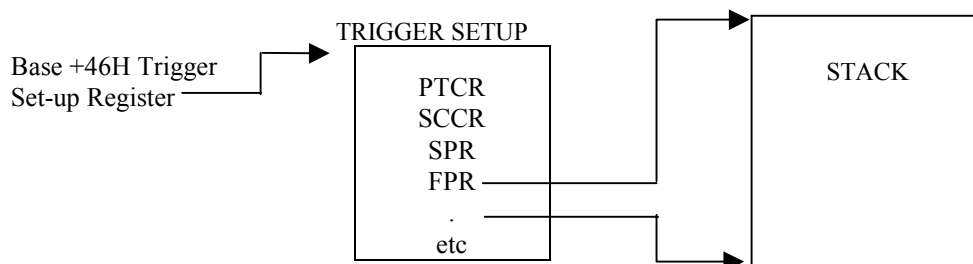 TRIGGER SETUP
Base +46H Trigger
Set-up Register
PTCR
SCCR
SPR
FPR
.
etc
STACK